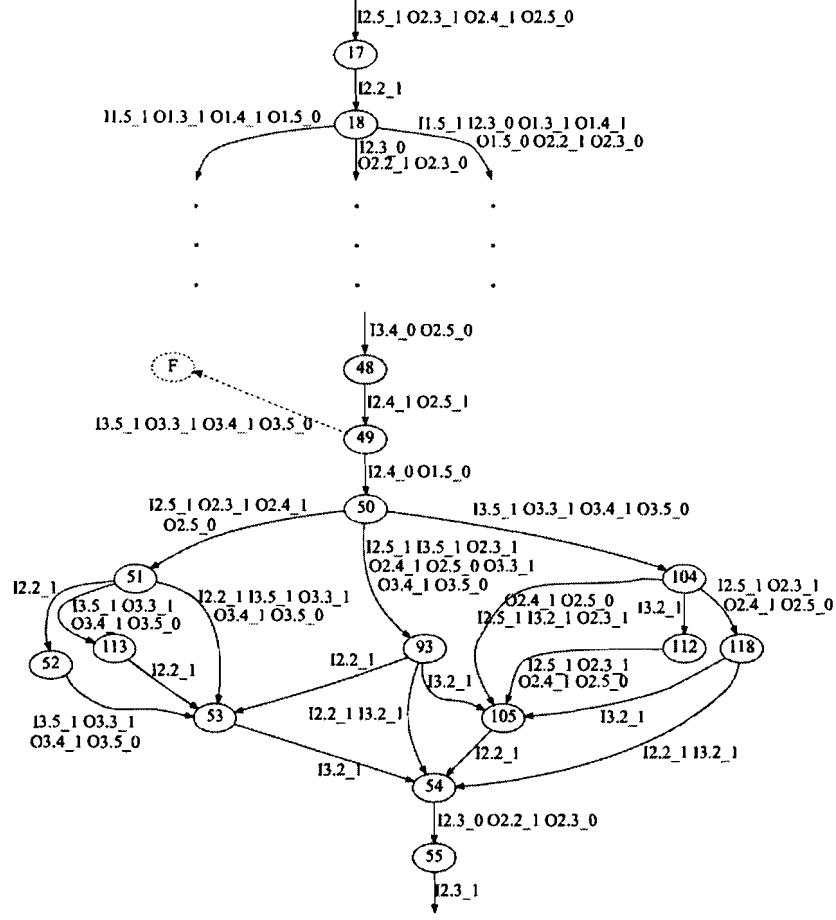 I2.5_1 O2.3_1 O2.4_1 O2.5_0
17
I2.2_1
I1.5_1 O1.3_1 O1.4_1 O1.5_0
18
I1.5_1 I2.3_0 O1.3_1 O1.4_1
O1.5_0 O2.2_1 O2.3_0
I2.3_0
O2.2_1 O2.3_0
I3.4_0 O2.5_0
F
48
I2.4_1 O2.5_1
I3.5_1 O3.3_1 O3.4_1 O3.5_0
49
I2.4_0 O1.5_0
I2.5_1 O2.3_1 O2.4_1
O2.5_0
50
I3.5_1 O3.3_1 O3.4_1 O3.5_0
I2.5_1 I3.5_1 O2.3_1
O2.4_1 O2.5_0 O3.3_1
O3.4_1 O3.5_0
51
104
I2.2_1
I3.5_1 O3.3_1
O3.4_1 O3.5_0
I2.2_1 I3.5_1 O3.3_1
O3.4_1 O3.5_0
O2.4_1 O2.5_0
I2.5_1 I3.2_1 O2.3_1
I3.2_1
I2.5_1 O2.3_1
O2.4_1 O2.5_0
52
113
93
112
118
I2.2_1
I2.2_1
I3.2_1
I2.5_1 O2.3_1
O2.4_1 O2.5_0
I3.5_1 O3.3_1
O3.4_1 O3.5_0
53
I2.2_1 I3.2_1
105
I3.2_1
I3.2_1
I2.2_1
I2.2_1 I3.2_1
54
I2.3_0 O2.2_1 O2.3_0
55
I2.3_1